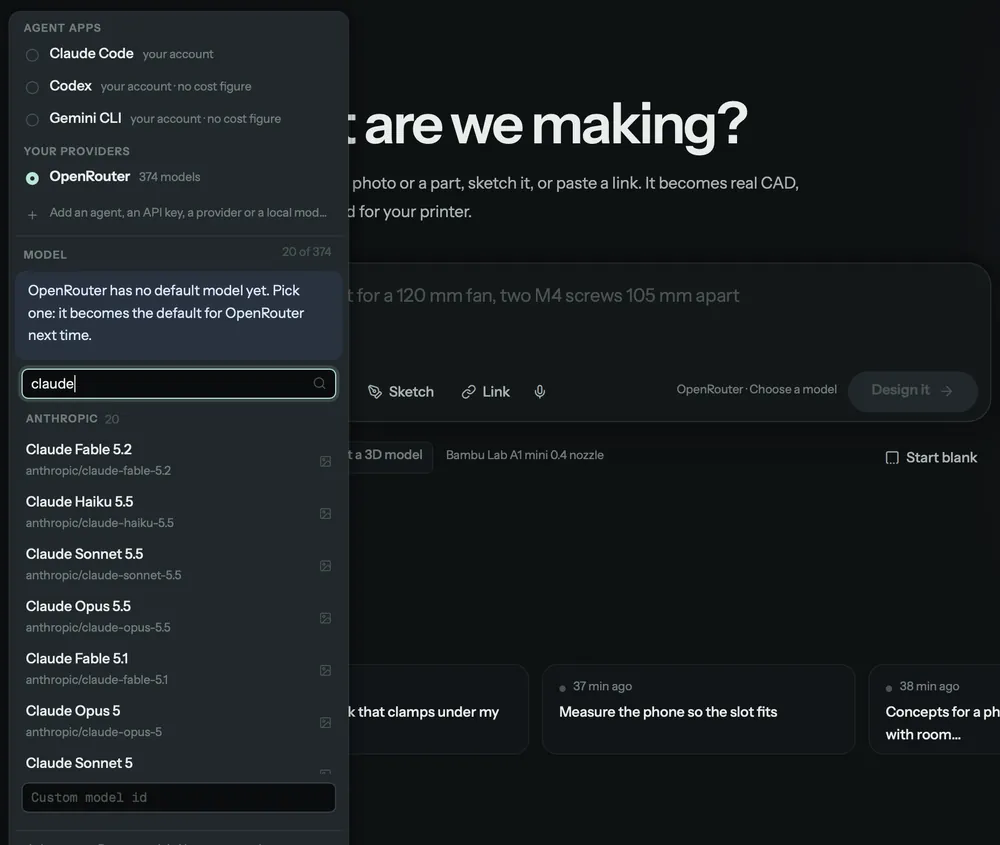 AGENT APPS
Claude Code your account
Codex your account · no cost figure
Gemini CLI your account · no cost figure
YOUR PROVIDERS
OpenRouter 374 models
+ Add an agent, an API key, a provider or a local mod...
MODEL 20 of 374
OpenRouter has no default model yet. Pick
one: it becomes the default for OpenRouter
next time.
claude
ANTHROPIC 20
Claude Fable 5.2
anthropic/claude-fable-5.2
Claude Haiku 5.5
anthropic/claude-haiku-5.5
Claude Sonnet 5.5
anthropic/claude-sonnet-5.5
Claude Opus 5.5
anthropic/claude-opus-5.5
Claude Fable 5.1
anthropic/claude-fable-5.1
Claude Opus 5
anthropic/claude-opus-5
Claude Sonnet 5
Custom model id
t are we making?
photo or a part, sketch it, or paste a link. It becomes real CAD,
d for your printer.
t for a 120 mm fan, two M4 screws 105 mm apart
Sketch
Link
OpenRouter · Choose a model
Design it →
t a 3D model
Bambu Lab A1 mini 0.4 nozzle
Start blank
k that clamps under my
37 min ago
Measure the phone so the slot fits
38 min ago
Concepts for a ph
with room...